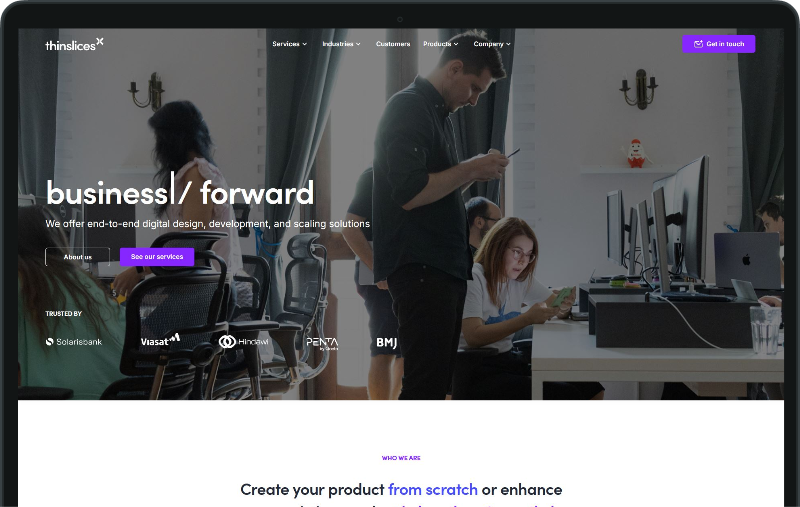 thinslices
Services Industries Customers Products Company
Get in touch
business/ forward
We offer end-to-end digital design, development, and scaling solutions
About us See our services
TRUSTED BY
Solarisbank Viasat Hindawi PENTA BMJ
WHO WE ARE
Create your product from scratch or enhance